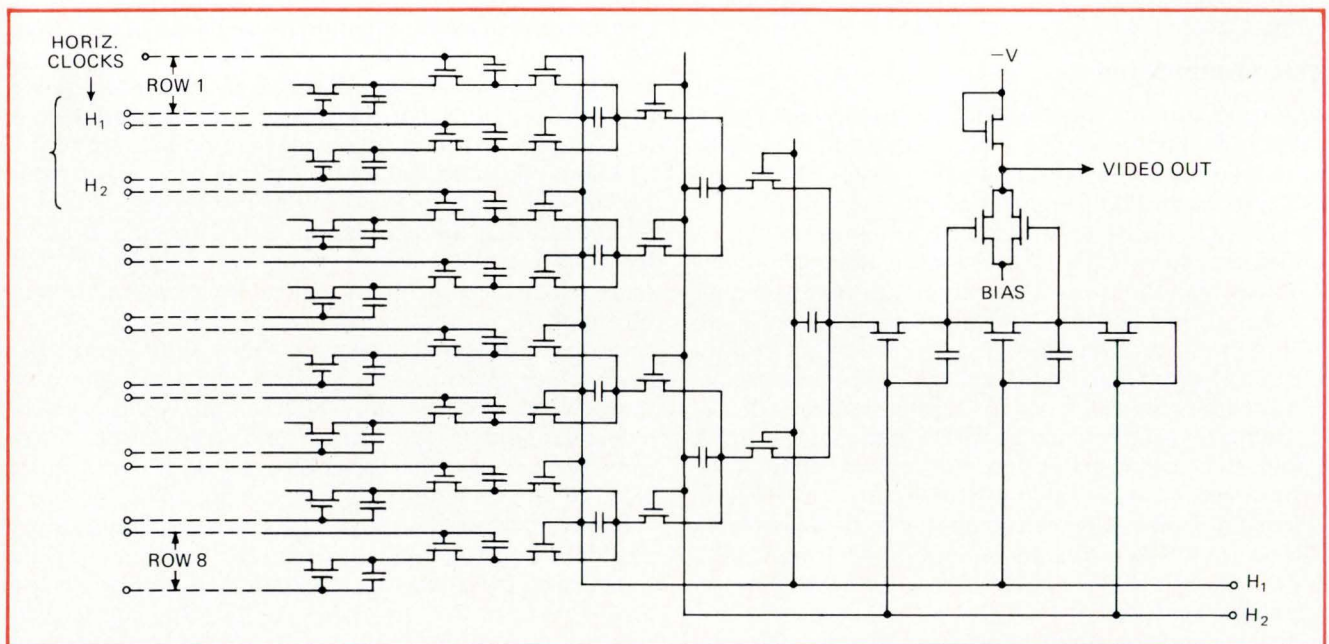 HORIZ.
CLOCKS
ROW 1
H₁
H₂
ROW 8
−V
VIDEO OUT
BIAS
H₁
H₂